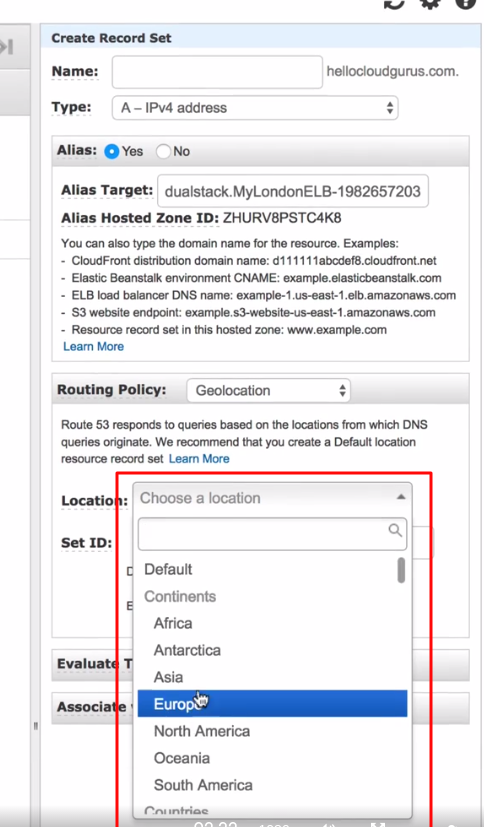 Create Record Set
Name: hellocloudgurus.com.
Type: A – IPv4 address
Alias: Yes No
Alias Target: dualstack.MyLondonELB-1982657203
Alias Hosted Zone ID: ZHURV8PSTC4K8
You can also type the domain name for the resource. Examples:
- CloudFront distribution domain name: d111111abcdef8.cloudfront.net
- Elastic Beanstalk environment CNAME: example.elasticbeanstalk.com
- ELB load balancer DNS name: example-1.us-east-1.elb.amazonaws.com
- S3 website endpoint: example.s3-website-us-east-1.amazonaws.com
- Resource record set in this hosted zone: www.example.com
Learn More
Routing Policy: Geolocation
Route 53 responds to queries based on the locations from which DNS
queries originate. We recommend that you create a Default location
resource record set Learn More
Location: Choose a location
Set ID:
Default
Continents
Africa
Antarctica
Asia
Europe
North America
Oceania
South America
Countries
Evaluate T
Associate